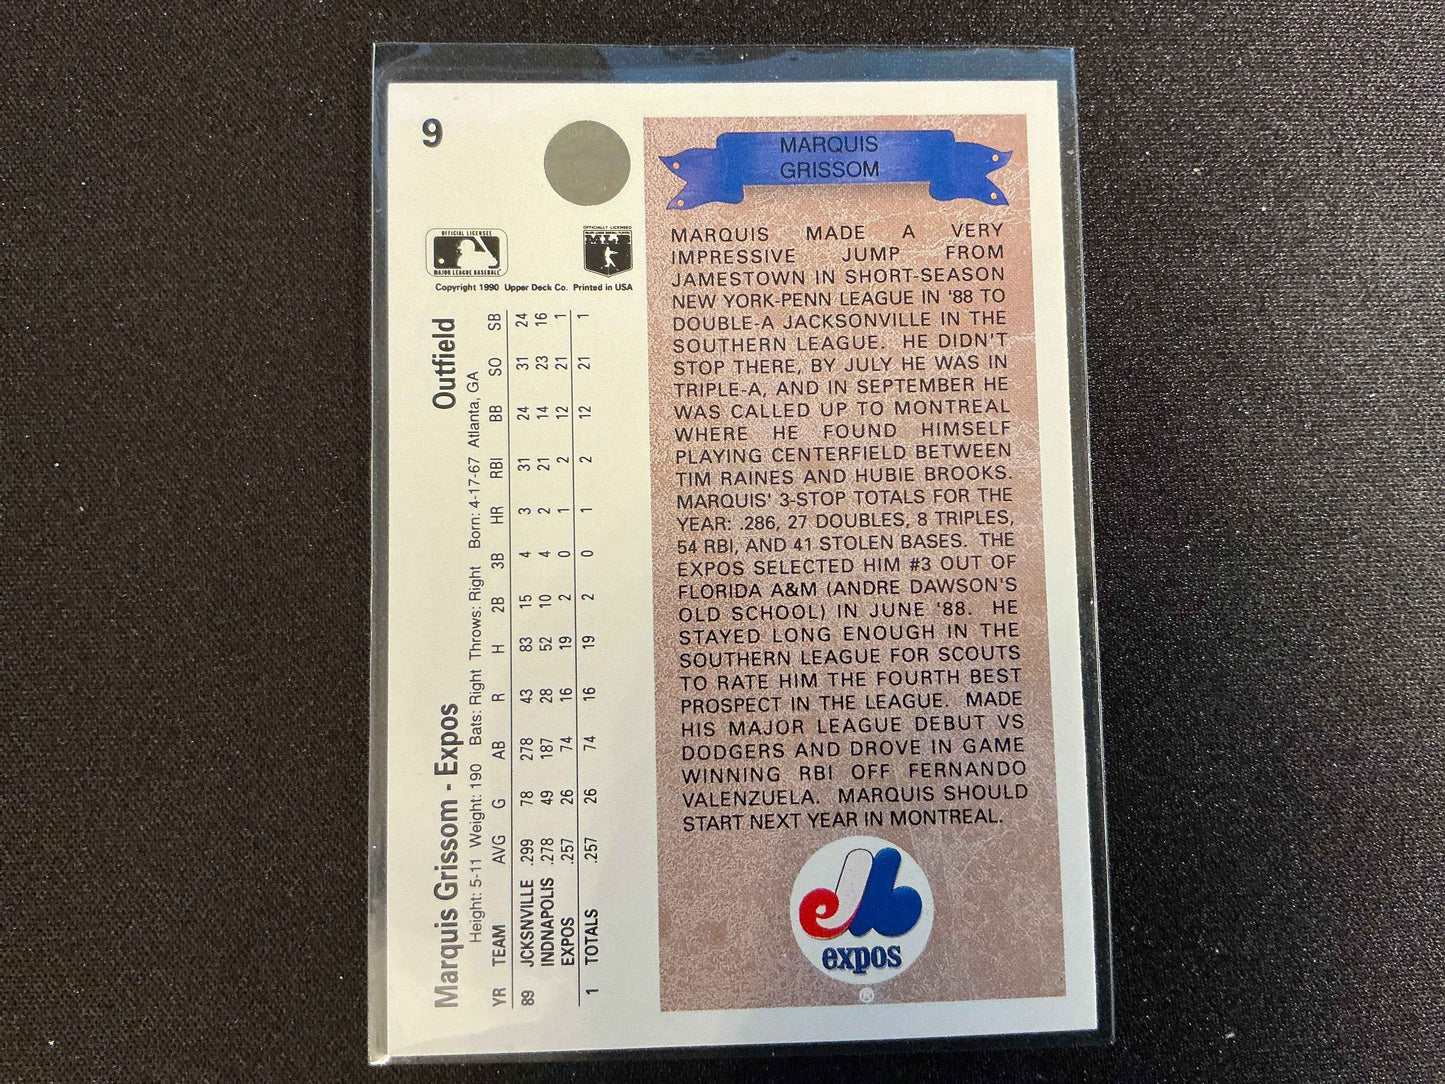 9
OFFICIAL LICENSEE
MAJOR LEAGUE BASEBALL
OFFICIALLY LICENSED
MAJOR LEAGUE BASEBALL PLAYERS
MLB
Copyright 1990 Upper Deck Co. Printed in USA
Marquis Grissom - Expos Outfield
Height: 5-11 Weight: 190 Bats: Right Throws: Right Born: 4-17-67 Atlanta, GA
YR TEAM AVG G AB R H 2B 3B HR RBI BB SO SB
89 JCKSNVILLE .299 78 278 43 83 15 4 3 31 24 31 24
INDNAPOLIS .278 49 187 28 52 10 4 2 21 14 23 16
EXPOS .257 26 74 16 19 2 0 1 2 12 21 1
1 TOTALS .257 26 74 16 19 2 0 1 2 12 21 1
MARQUIS
GRISSOM
MARQUIS MADE A VERY
IMPRESSIVE JUMP FROM
JAMESTOWN IN SHORT-SEASON
NEW YORK-PENN LEAGUE IN '88 TO
DOUBLE-A JACKSONVILLE IN THE
SOUTHERN LEAGUE. HE DIDN'T
STOP THERE, BY JULY HE WAS IN
TRIPLE-A, AND IN SEPTEMBER HE
WAS CALLED UP TO MONTREAL
WHERE HE FOUND HIMSELF
PLAYING CENTERFIELD BETWEEN
TIM RAINES AND HUBIE BROOKS.
MARQUIS' 3-STOP TOTALS FOR THE
YEAR: .286, 27 DOUBLES, 8 TRIPLES,
54 RBI, AND 41 STOLEN BASES. THE
EXPOS SELECTED HIM #3 OUT OF
FLORIDA A&M (ANDRE DAWSON'S
OLD SCHOOL) IN JUNE '88. HE
STAYED LONG ENOUGH IN THE
SOUTHERN LEAGUE FOR SCOUTS
TO RATE HIM THE FOURTH BEST
PROSPECT IN THE LEAGUE. MADE
HIS MAJOR LEAGUE DEBUT VS
DODGERS AND DROVE IN GAME
WINNING RBI OFF FERNANDO
VALENZUELA. MARQUIS SHOULD
START NEXT YEAR IN MONTREAL.
expos
®